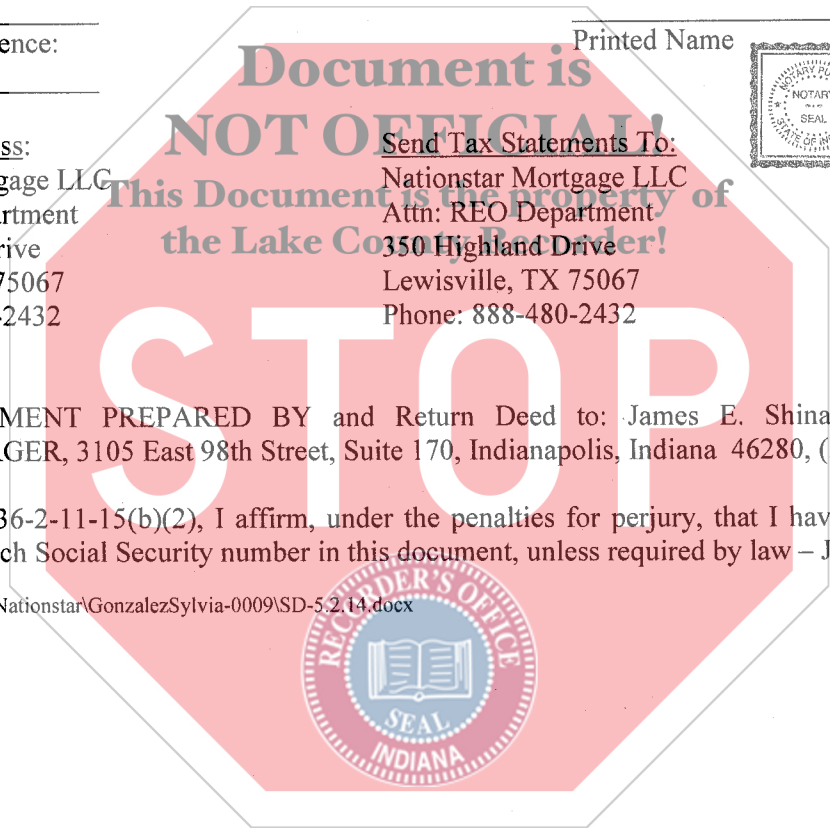 ence:
Printed Name
Document is
NOT OFFICIAL!
This Document is the property of
the Lake County Recorder!
NOTARY
SEAL
STATE OF
ss:
gage LLC
rtment
rive
75067
-2432
Send Tax Statements To:
Nationstar Mortgage LLC
Attn: REO Department
350 Highland Drive
Lewisville, TX 75067
Phone: 888-480-2432
STOP
MENT PREPARED BY and Return Deed to: James E. Shina
GER, 3105 East 98th Street, Suite 170, Indianapolis, Indiana 46280, (
36-2-11-15(b)(2), I affirm, under the penalties for perjury, that I hav
ch Social Security number in this document, unless required by law – J
Nationstar\GonzalezSylvia-0009\SD-5.2.14.docx
RECORDER'S OFFICE
SEAL
INDIANA